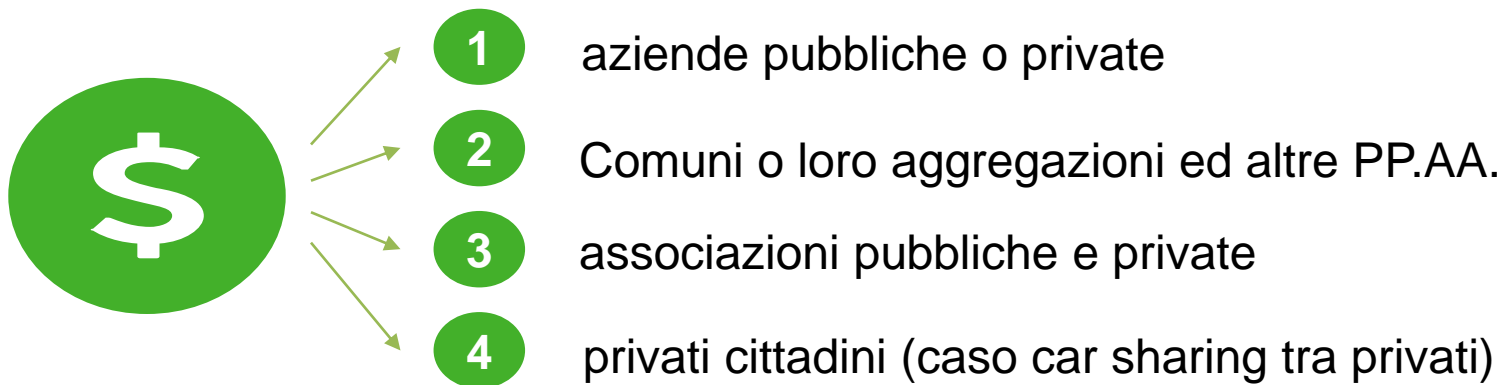 $
1 aziende pubbliche o private
2 Comuni o loro aggregazioni ed altre PP.AA.
3 associazioni pubbliche e private
4 privati cittadini (caso car sharing tra privati)